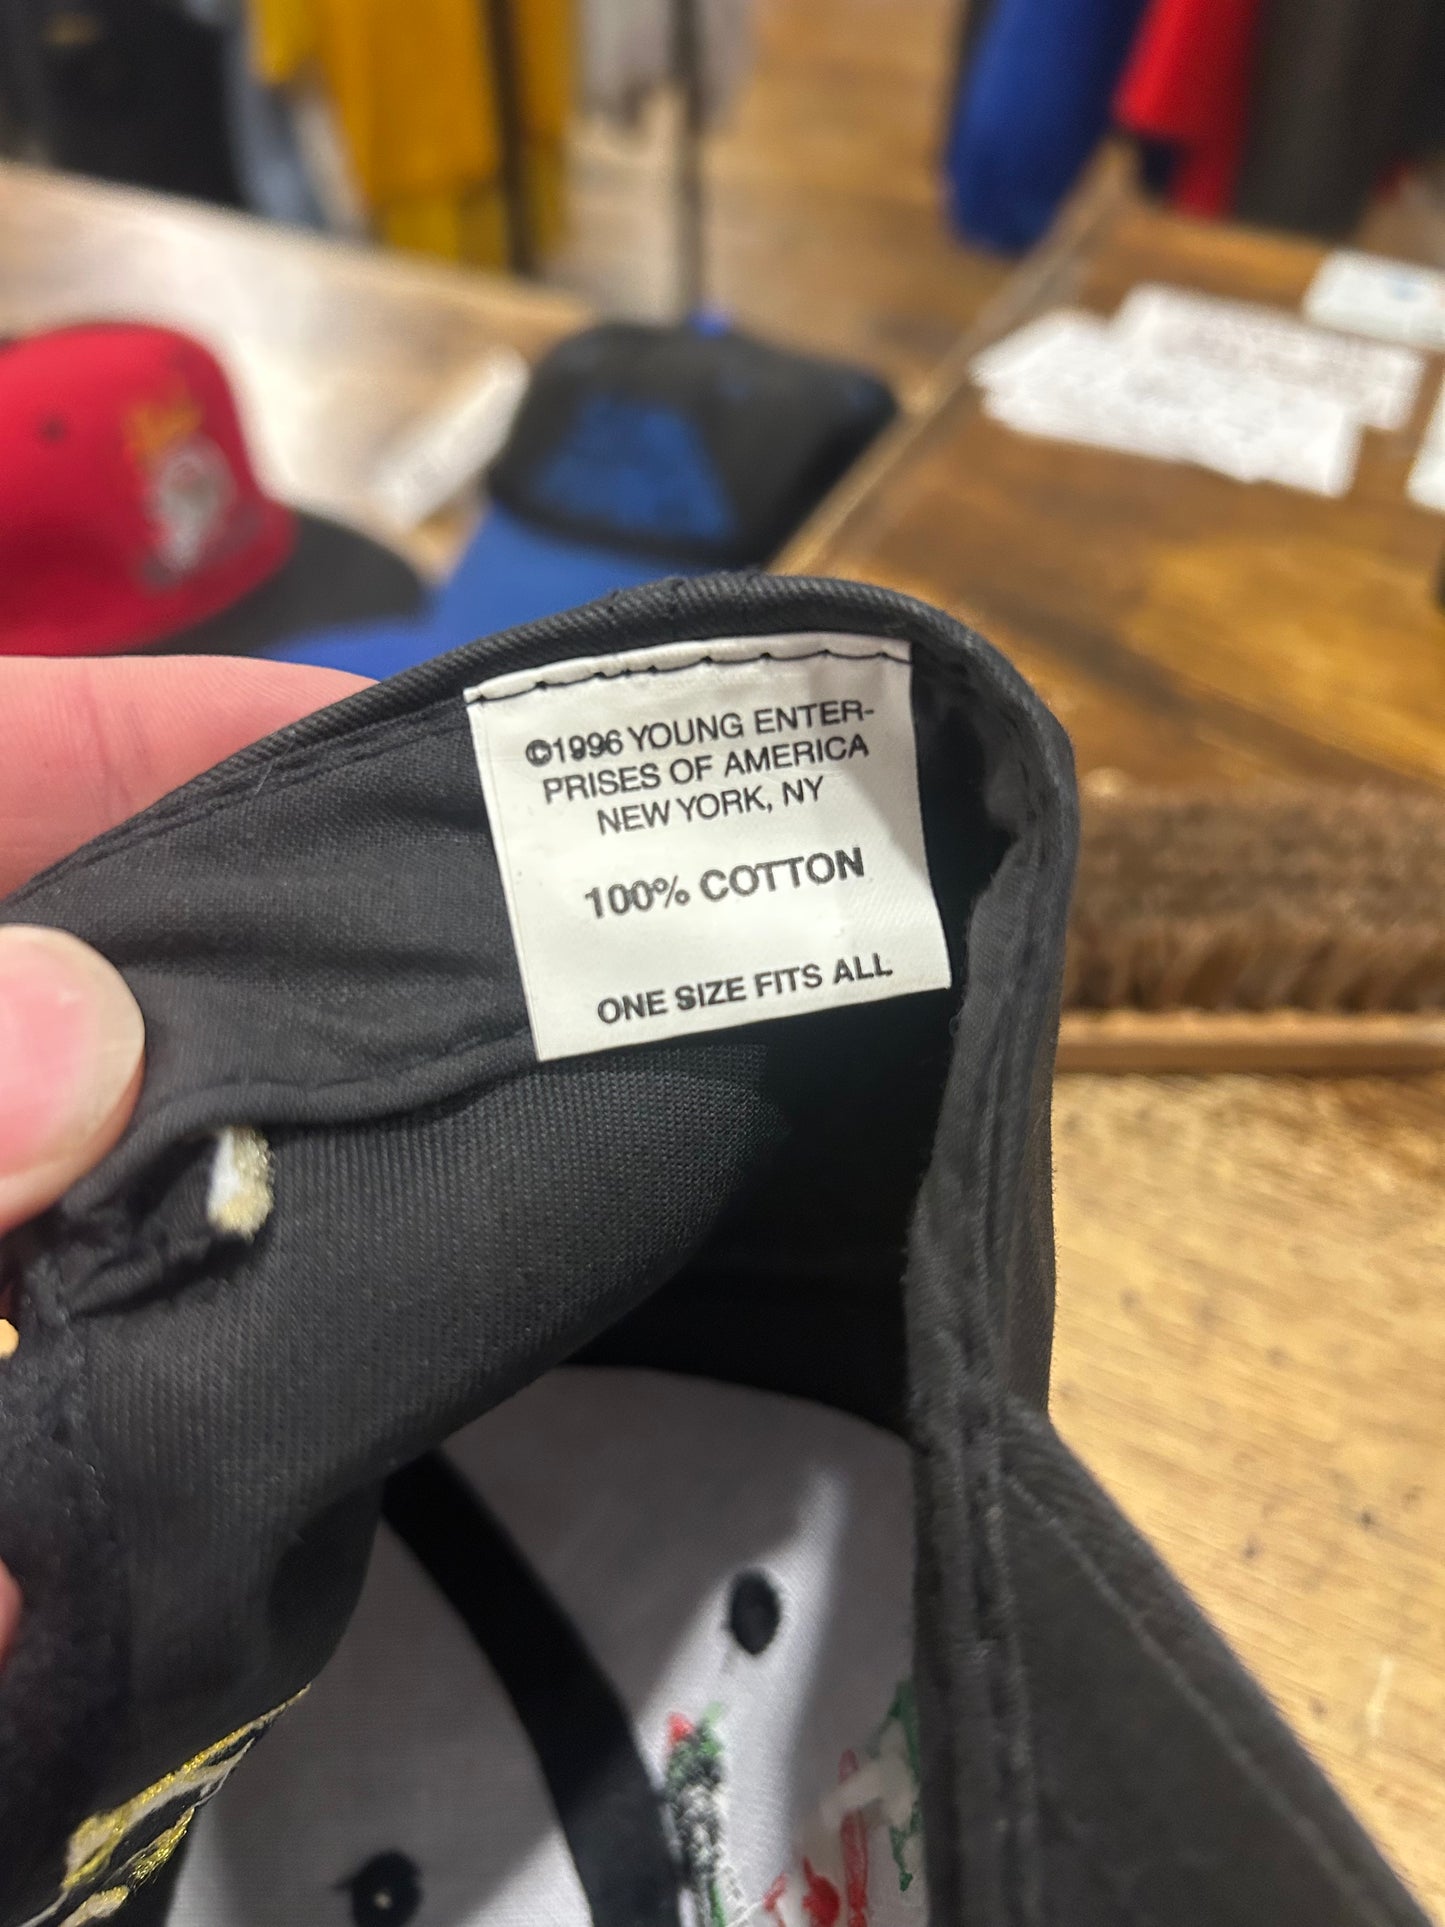 ©1996 YOUNG ENTER-
PRISES OF AMERICA
NEW YORK, NY
100% COTTON
ONE SIZE FITS ALL